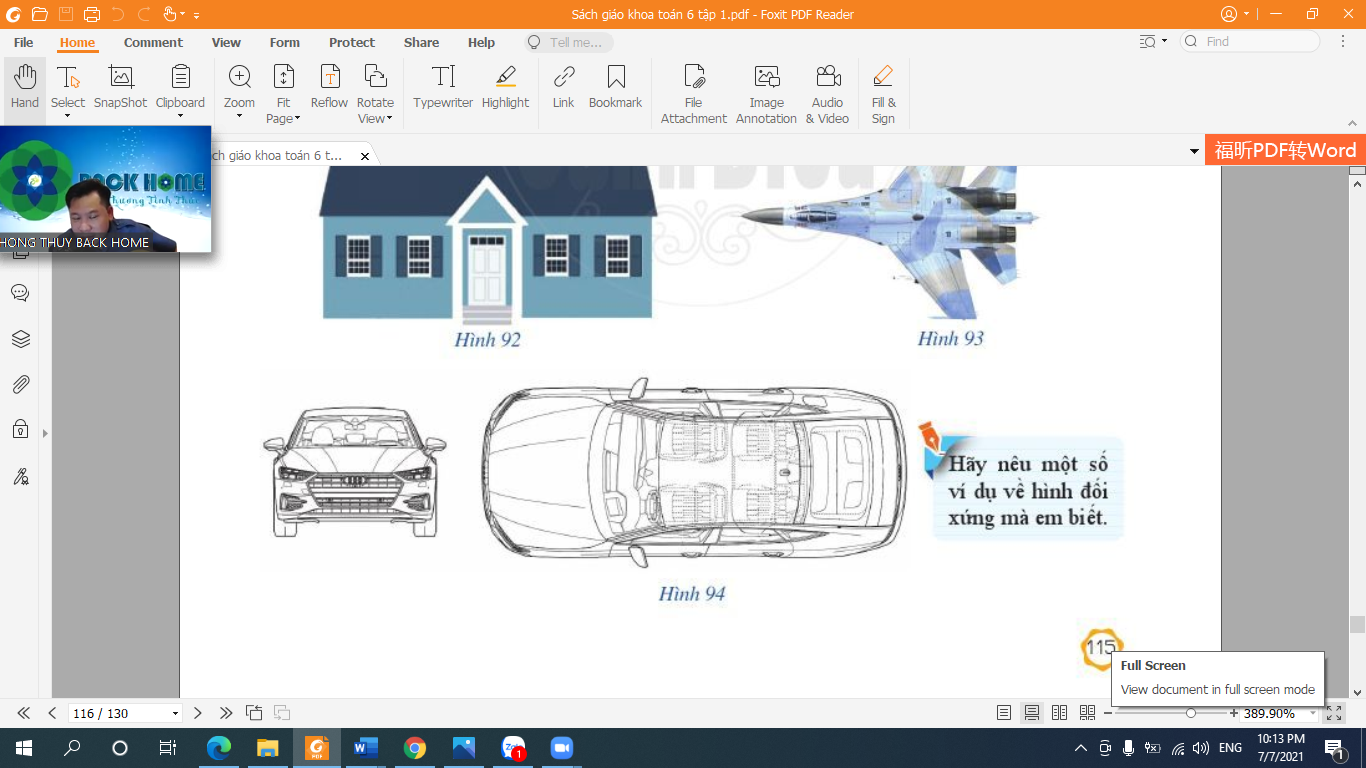 Sách giáo khoa toán 6 tập 1.pdf - Foxit PDF Reader
File Home Comment View Form Protect Share Help Tell me... Find
Hand Select SnapShot Clipboard Zoom Fit Page Reflow Rotate View Typewriter Highlight Link Bookmark File Attachment Image Annotation Audio & Video Fill & Sign
BACK HOME
HONG THUY BACK HOME
ch giáo khoa toán 6 t...
福昕PDF转Word
Hình 92
Hình 93
Hãy nêu một số
ví dụ về hình đối
xứng mà em biết.
Hình 94
115
Full Screen
View document in full screen mode
116 / 130
389.90%
ENG
10:13 PM
7/7/2021
1
1